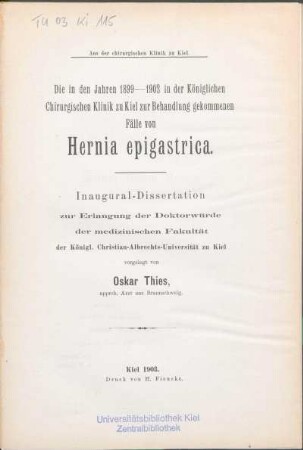 TU 03 Ki 115
Aus der chirurgischen Klinik zu Kiel.
Die in den Jahren 1899—1903 in der Königlichen
Chirurgischen Klinik zu Kiel zur Behandlung gekommenen
Fälle von
Hernia epigastrica.
Inaugural-Dissertation
zur Erlangung der Doktorwürde
der medizinischen Fakultät
der Königl. Christian-Albrechts-Universität zu Kiel
vorgelegt von
Oskar Thies,
approb. Arzt aus Braunschweig.
Kiel 1903.
Druck von H. Fiencke.
Universitätsbibliothek Kiel
Zentralbibliothek